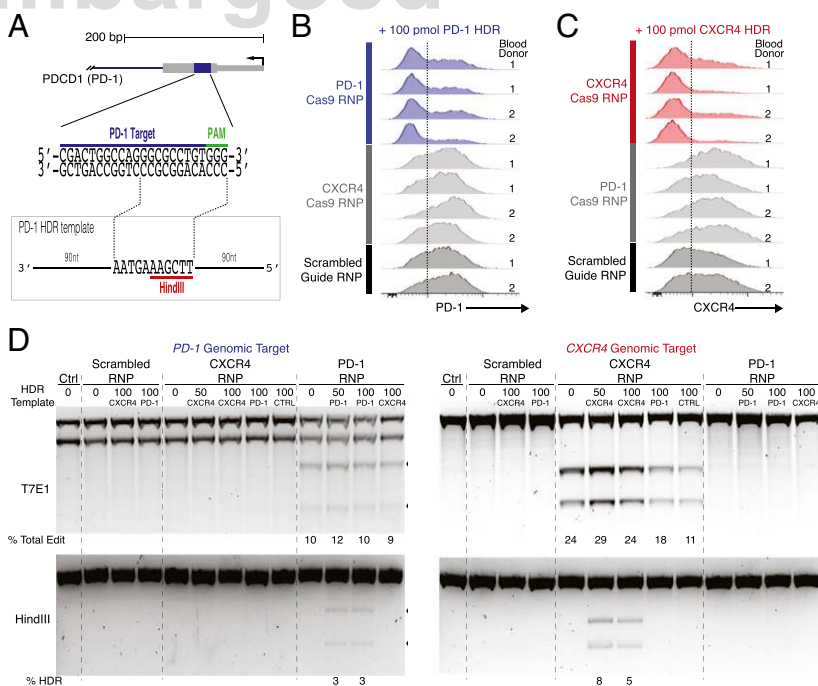 mbargoed
A
200 bp
PDCD1 (PD-1)
PD-1 Target PAM
5′-CGACTGGCCAGGGCGCCTGTGGG-3′
3′-GCTGACCGGTCCCGCGGACACCC-5′
PD-1 HDR template
90nt 90nt
3′ AATGAAAGCTT 5′
HindIII
B
+ 100 pmol PD-1 HDR
Blood
Donor
PD-1
Cas9 RNP
1
1
2
2
CXCR4
Cas9 RNP
1
1
2
2
Scrambled
Guide RNP
1
2
PD-1
C
+ 100 pmol CXCR4 HDR
Blood
Donor
CXCR4
Cas9 RNP
1
1
2
2
PD-1
Cas9 RNP
1
1
2
2
Scrambled
Guide RNP
1
2
CXCR4
D
PD-1 Genomic Target
Scrambled CXCR4 PD-1
Ctrl RNP RNP RNP
HDR 0 0 100 100 0 50 100 100 100 0 50 100 100
Template CXCR4 PD-1 CXCR4 CXCR4 PD-1 CTRL PD-1 PD-1 CXCR4
T7E1
% Total Edit 10 12 10 9
HindIII
% HDR 3 3
CXCR4 Genomic Target
Scrambled CXCR4 PD-1
Ctrl RNP RNP RNP
0 0 100 100 0 50 100 100 100 0 50 100 100
CXCR4 PD-1 CXCR4 CXCR4 PD-1 CTRL PD-1 PD-1 CXCR4
24 29 24 18 11
8 5